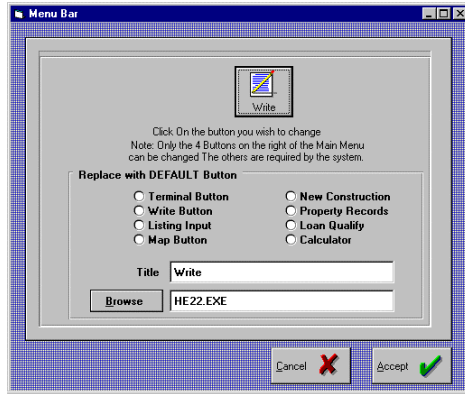 Menu Bar
Write
Click On the button you wish to change
Note: Only the 4 Buttons on the right of the Main Menu
can be changed The others are required by the system.
Replace with DEFAULT Button
Terminal Button
Write Button
Listing Input
Map Button
New Construction
Property Records
Loan Qualify
Calculator
Title Write
Browse HE22.EXE
Cancel Accept